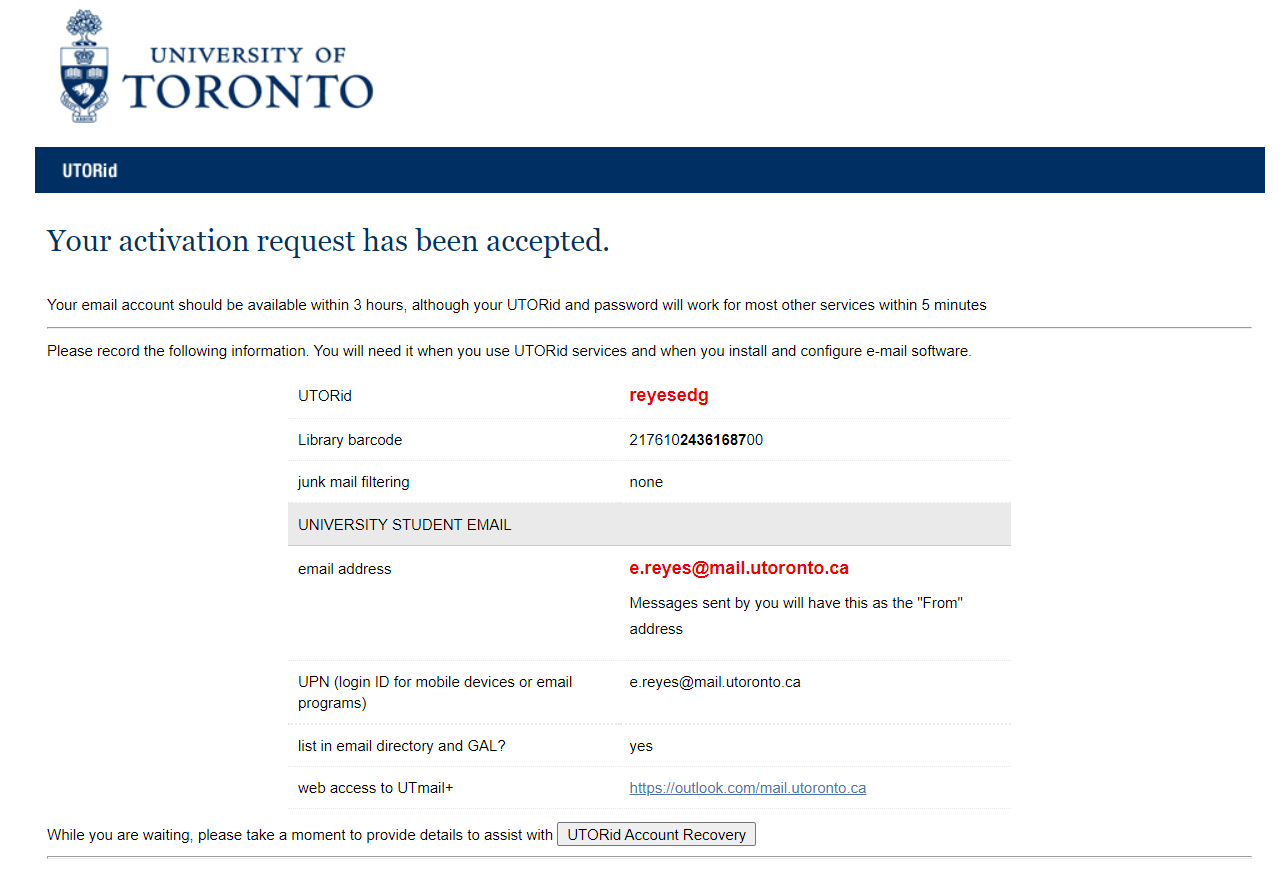 UNIVERSITY OF
TORONTO
UTORid
Your activation request has been accepted.
Your email account should be available within 3 hours, although your UTORid and password will work for most other services within 5 minutes
Please record the following information. You will need it when you use UTORid services and when you install and configure e-mail software.
UTORid reyesedg
Library barcode 2176102436168700
junk mail filtering none
UNIVERSITY STUDENT EMAIL
email address e.reyes@mail.utoronto.ca
Messages sent by you will have this as the "From"
address
UPN (login ID for mobile devices or email e.reyes@mail.utoronto.ca
programs)
list in email directory and GAL? yes
web access to UTmail+ https://outlook.com/mail.utoronto.ca
While you are waiting, please take a moment to provide details to assist with UTORid Account Recovery